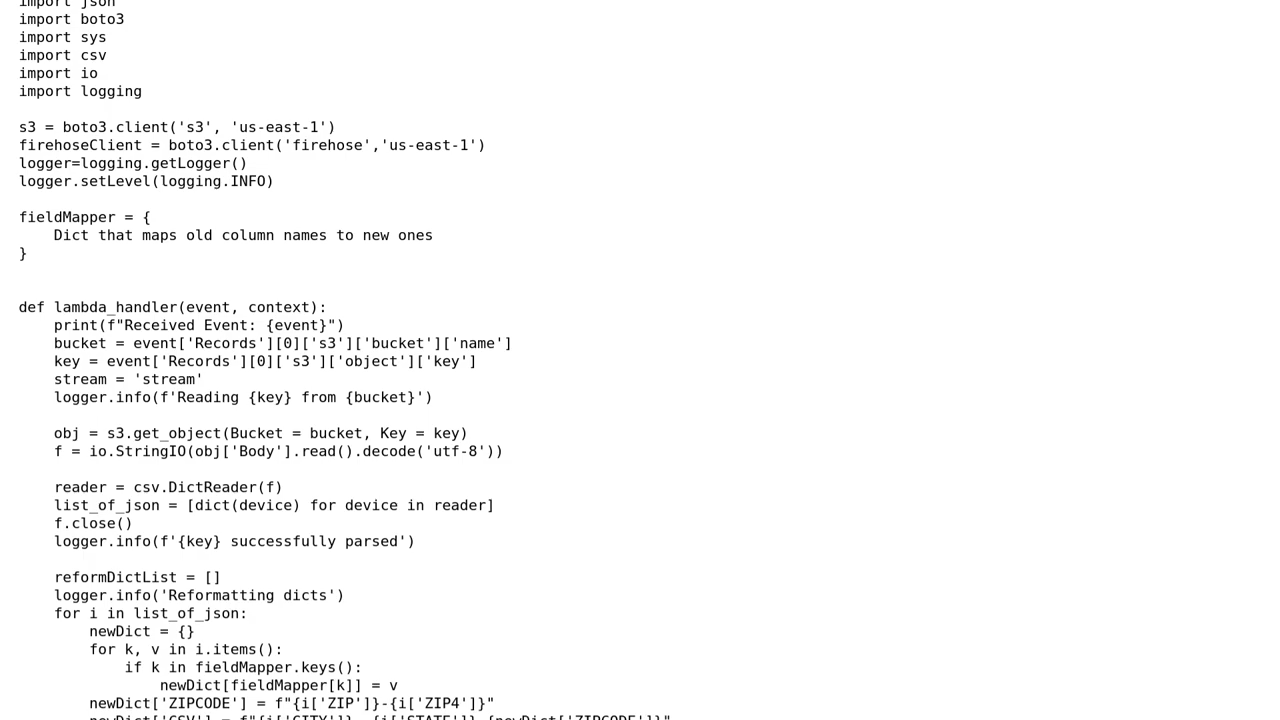 import json
import boto3
import sys
import csv
import io
import logging

s3 = boto3.client('s3', 'us-east-1')
firehoseClient = boto3.client('firehose','us-east-1')
logger=logging.getLogger()
logger.setLevel(logging.INFO)

fieldMapper = {
    Dict that maps old column names to new ones
}


def lambda_handler(event, context):
    print(f"Received Event: {event}")
    bucket = event['Records'][0]['s3']['bucket']['name']
    key = event['Records'][0]['s3']['object']['key']
    stream = 'stream'
    logger.info(f'Reading {key} from {bucket}')

    obj = s3.get_object(Bucket = bucket, Key = key)
    f = io.StringIO(obj['Body'].read().decode('utf-8'))

    reader = csv.DictReader(f)
    list_of_json = [dict(device) for device in reader]
    f.close()
    logger.info(f'{key} successfully parsed')

    reformDictList = []
    logger.info('Reformatting dicts')
    for i in list_of_json:
        newDict = {}
        for k, v in i.items():
            if k in fieldMapper.keys():
                newDict[fieldMapper[k]] = v
        newDict['ZIPCODE'] = f"{i['ZIP']}-{i['ZIP4']}"
        newDict['CSV'] = f"{i['CITY']}, {i['STATE']} {newDict['ZIPCODE']}"